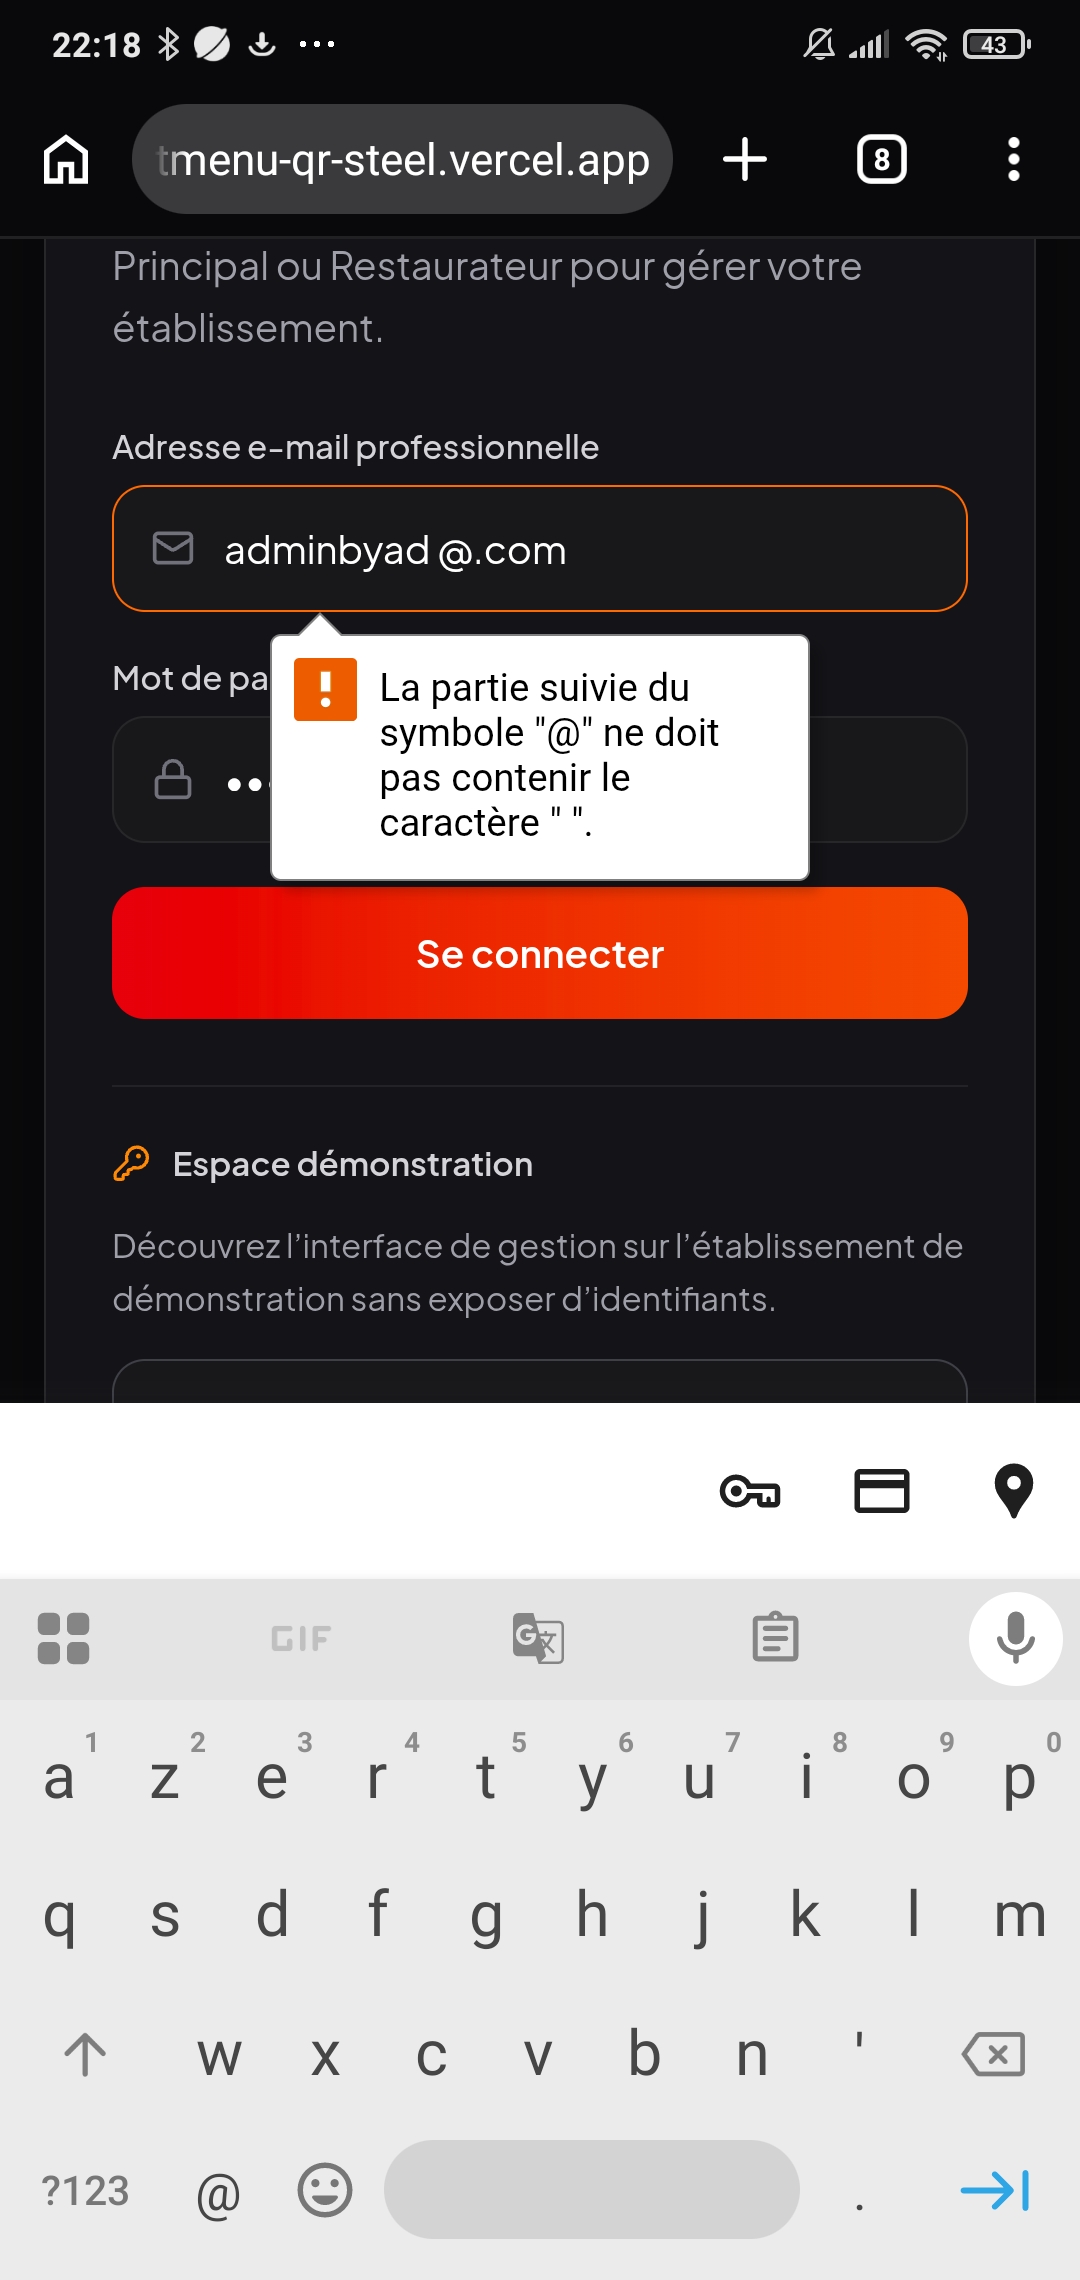 22:18
43
tmenu-qr-steel.vercel.app
8
Principal ou Restaurateur pour gérer votre
établissement.
Adresse e-mail professionnelle
adminbyad @.com
Mot de pa
La partie suivie du
symbole "@" ne doit
pas contenir le
caractère " ".
Se connecter
Espace démonstration
Découvrez l’interface de gestion sur l’établissement de
démonstration sans exposer d’identifiants.
GIF
G文
1 2 3 4 5 6 7 8 9 0
a z e r t y u i o p
q s d f g h j k l m
w x c v b n '
?123 @ .